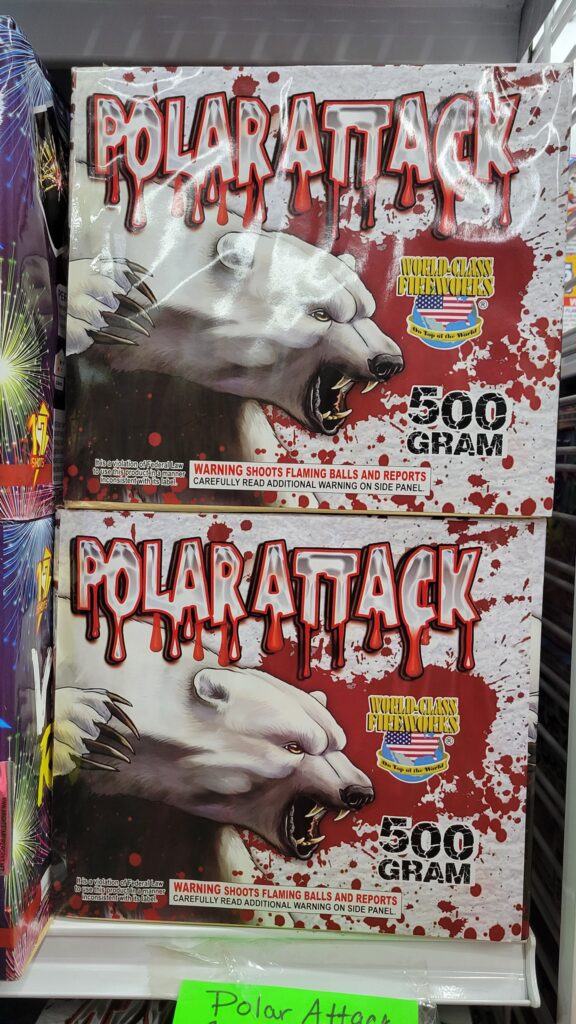 POLAR ATTACK
WORLD-CLASS
FIREWORKS
®
On Top of the World
500
GRAM
It is a violation of Federal Law
to use this product in a manner
inconsistent with its label.
WARNING SHOOTS FLAMING BALLS AND REPORTS
CAREFULLY READ ADDITIONAL WARNING ON SIDE PANEL.
POLAR ATTACK
WORLD-CLASS
FIREWORKS
®
On Top of the World
500
GRAM
It is a violation of Federal Law
to use this product in a manner
inconsistent with its label.
WARNING SHOOTS FLAMING BALLS AND REPORTS
CAREFULLY READ ADDITIONAL WARNING ON SIDE PANEL.
Polar Attack